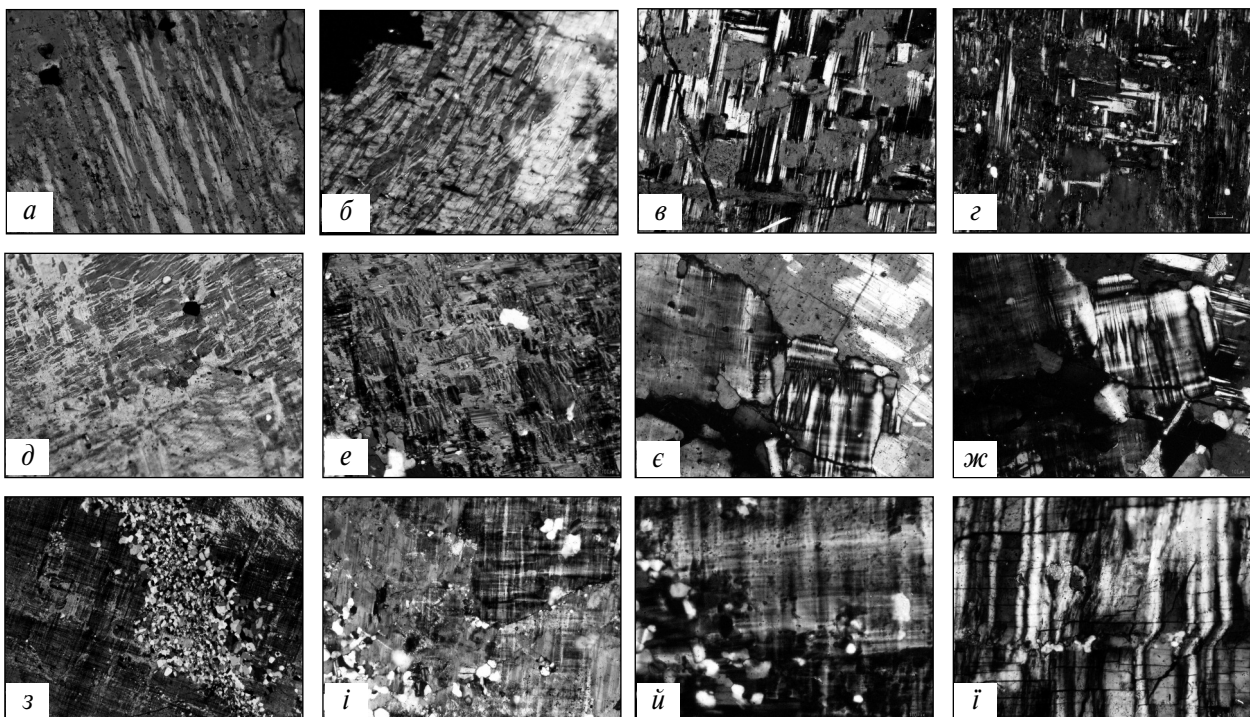 а б в г
д е є ж
з і й ї